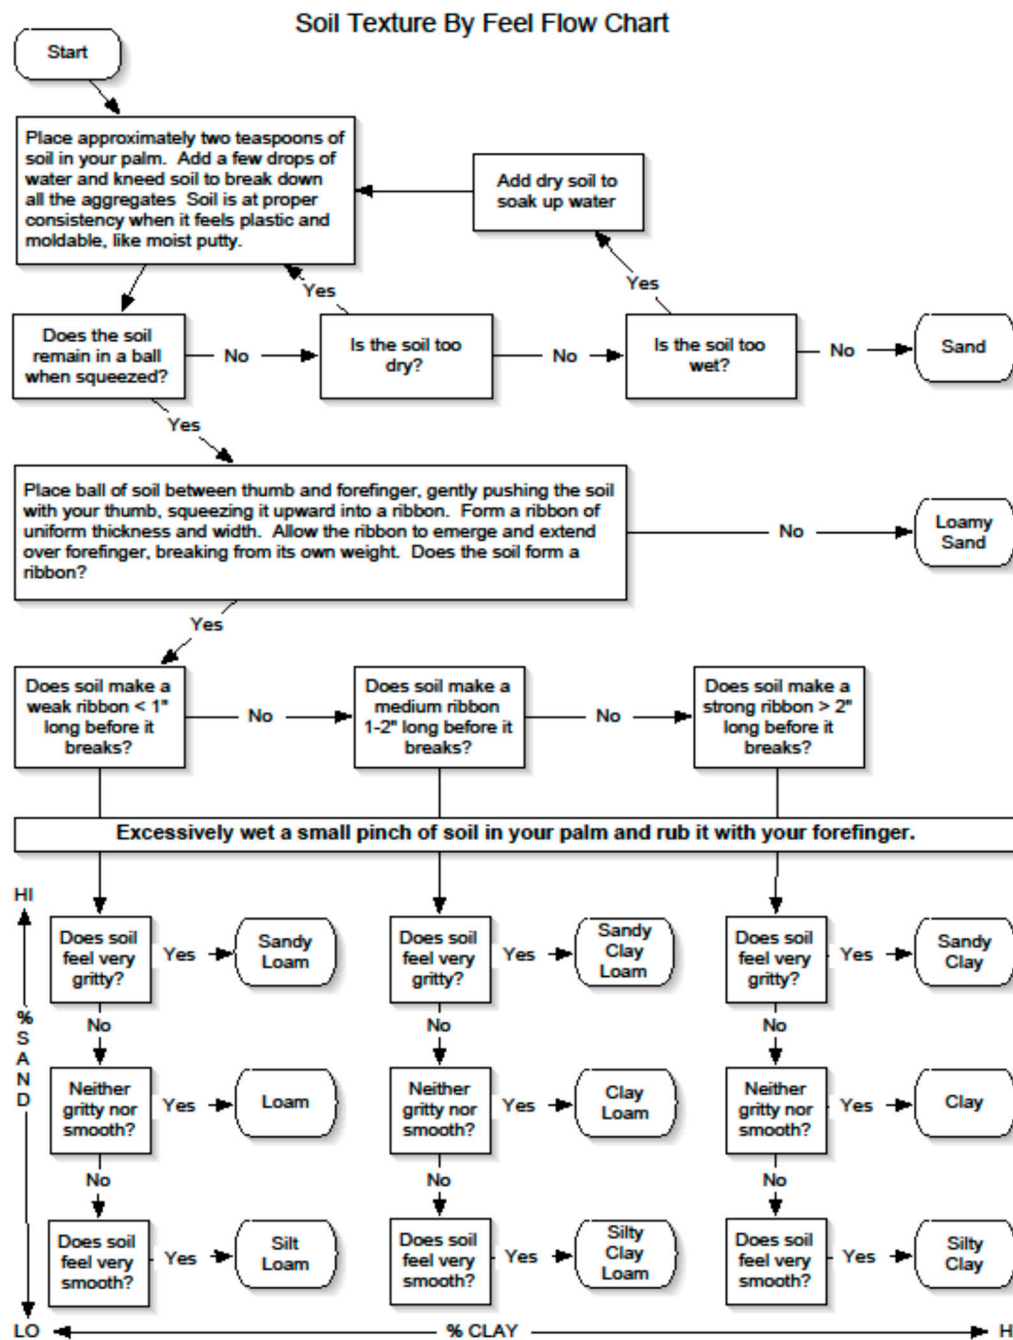 Soil Texture By Feel Flow Chart
Start
Place approximately two teaspoons of
soil in your palm. Add a few drops of
water and kneed soil to break down
all the aggregates Soil is at proper
consistency when it feels plastic and
moldable, like moist putty.
Add dry soil to
soak up water
Yes
Yes
Does the soil
remain in a ball
when squeezed?
No
Is the soil too
dry?
No
Is the soil too
wet?
No
Sand
Yes
Place ball of soil between thumb and forefinger, gently pushing the soil
with your thumb, squeezing it upward into a ribbon. Form a ribbon of
uniform thickness and width. Allow the ribbon to emerge and extend
over forefinger, breaking from its own weight. Does the soil form a
ribbon?
No
Loamy
Sand
Yes
Does soil make a
weak ribbon < 1"
long before it
breaks?
No
Does soil make a
medium ribbon
1-2" long before it
breaks?
No
Does soil make a
strong ribbon > 2"
long before it
breaks?
Excessively wet a small pinch of soil in your palm and rub it with your forefinger.
HI
% SAND
Does soil
feel very
gritty?
Yes
Sandy
Loam
Does soil
feel very
gritty?
Yes
Sandy
Clay
Loam
Does soil
feel very
gritty?
Yes
Sandy
Clay
No
No
No
Neither
gritty nor
smooth?
Yes
Loam
Neither
gritty nor
smooth?
Yes
Clay
Loam
Neither
gritty nor
smooth?
Yes
Clay
No
No
No
Does soil
feel very
smooth?
Yes
Silt
Loam
Does soil
feel very
smooth?
Yes
Silty
Clay
Loam
Does soil
feel very
smooth?
Yes
Silty
Clay
LO
% CLAY
H